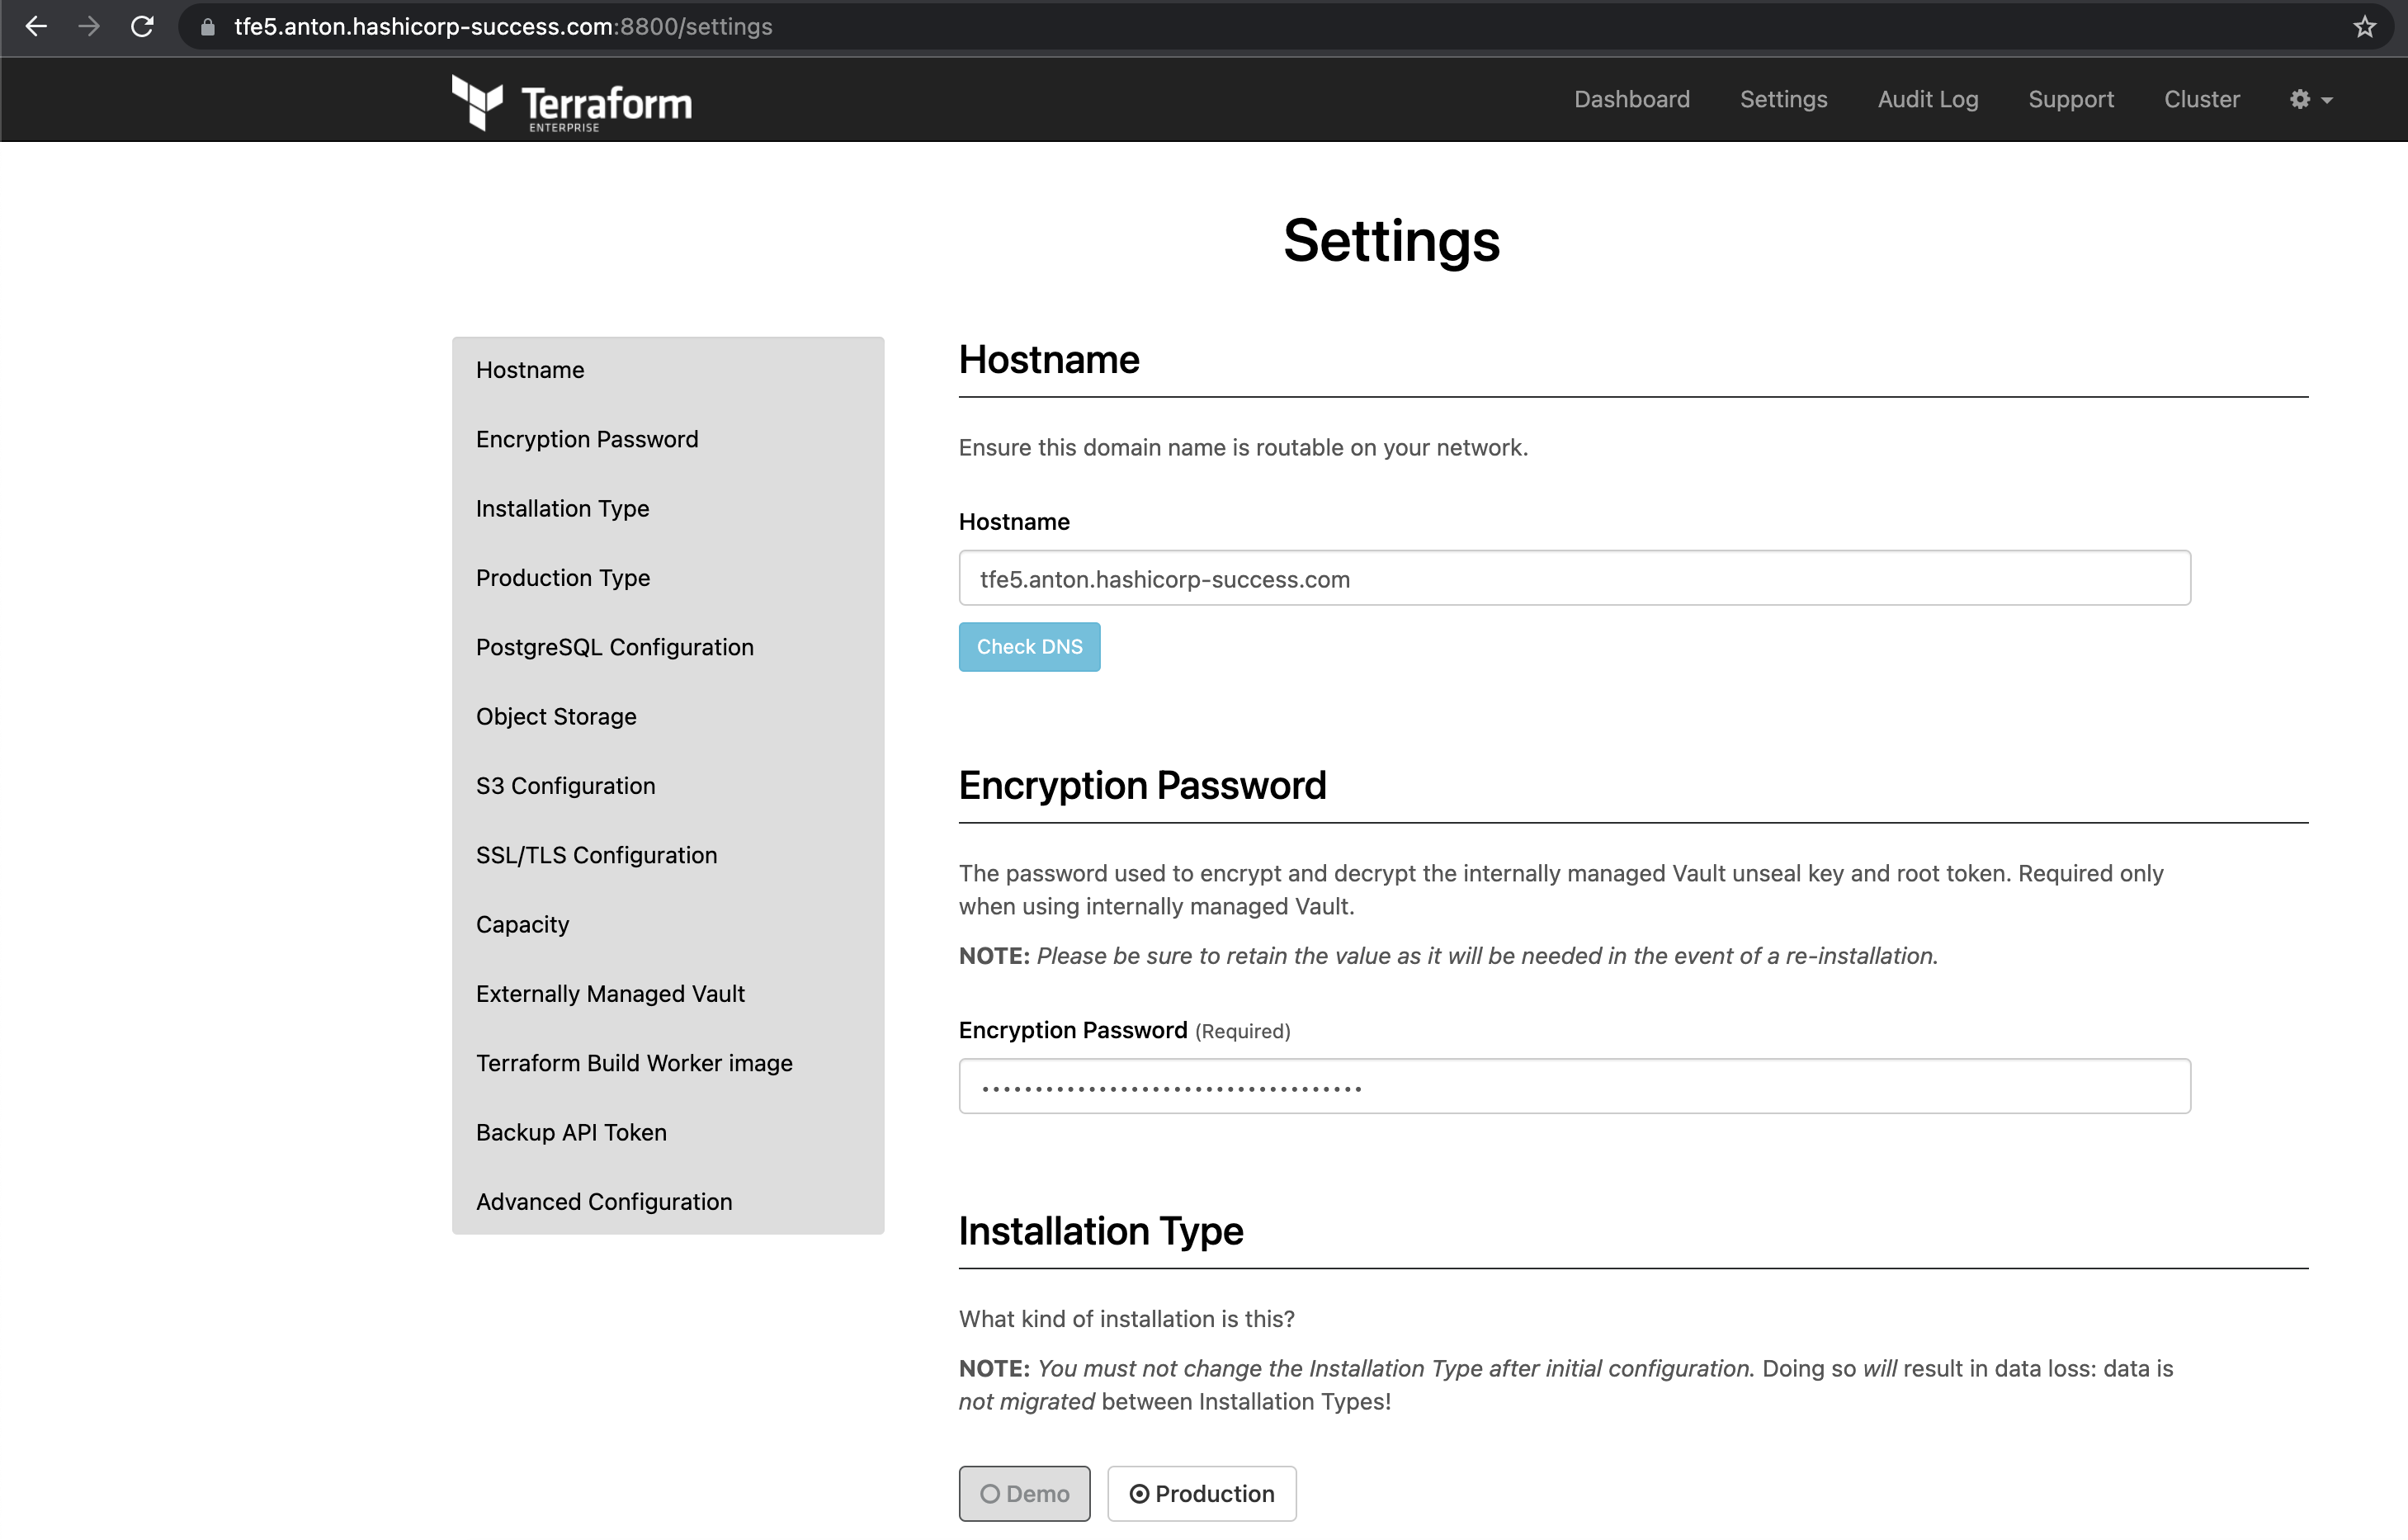 tfe5.anton.hashicorp-success.com:8800/settings
Terraform
ENTERPRISE
Dashboard
Settings
Audit Log
Support
Cluster
Settings
Hostname
Encryption Password
Installation Type
Production Type
PostgreSQL Configuration
Object Storage
S3 Configuration
SSL/TLS Configuration
Capacity
Externally Managed Vault
Terraform Build Worker image
Backup API Token
Advanced Configuration
Hostname
Ensure this domain name is routable on your network.
Hostname
tfe5.anton.hashicorp-success.com
Check DNS
Encryption Password
The password used to encrypt and decrypt the internally managed Vault unseal key and root token. Required only
when using internally managed Vault.
NOTE: Please be sure to retain the value as it will be needed in the event of a re-installation.
Encryption Password (Required)
Installation Type
What kind of installation is this?
NOTE: You must not change the Installation Type after initial configuration. Doing so will result in data loss: data is
not migrated between Installation Types!
Demo
Production